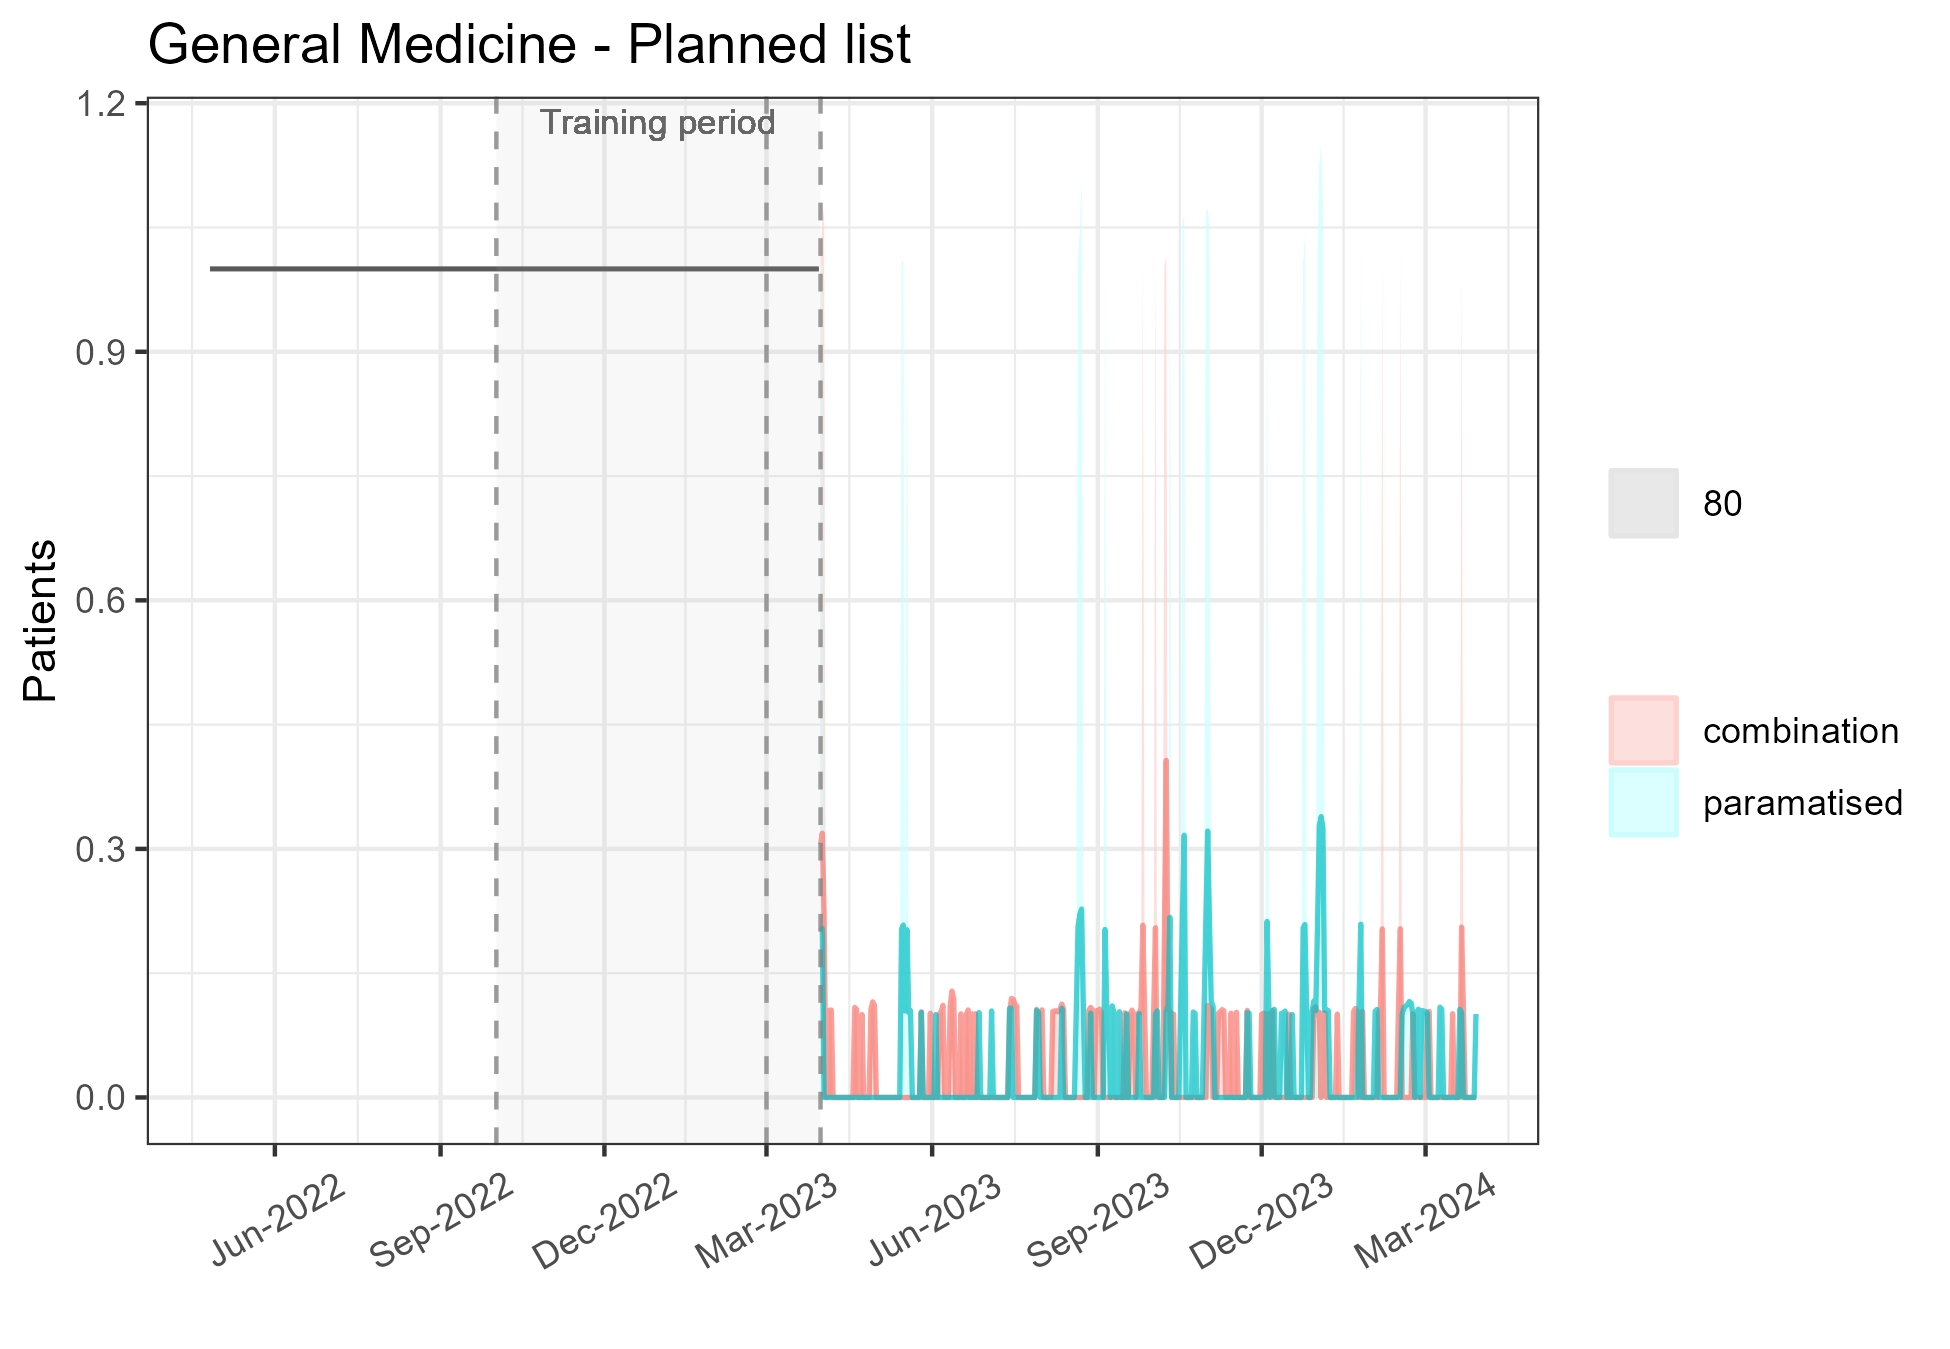 General Medicine - Planned list
Training period
1.2
0.9
0.6
0.3
0.0
Patients
Jun-2022
Sep-2022
Dec-2022
Mar-2023
Jun-2023
Sep-2023
Dec-2023
Mar-2024
80
combination
paramatised